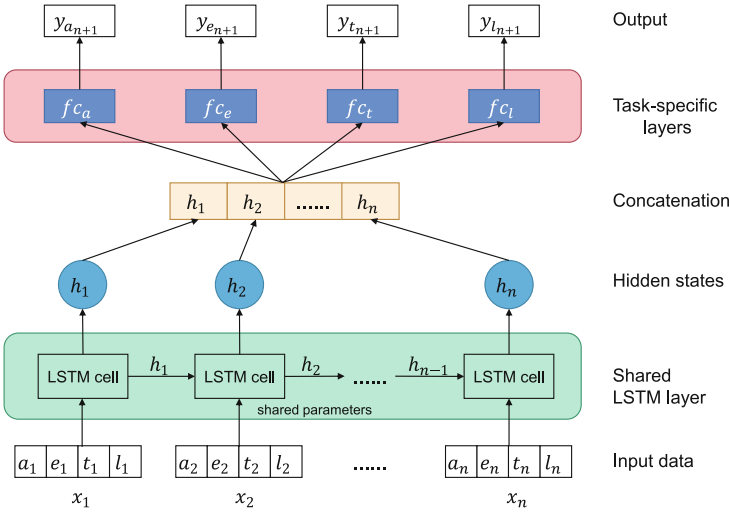 y_{a_{n+1}} y_{e_{n+1}} y_{t_{n+1}} y_{l_{n+1}} Output
fc_a fc_e fc_t fc_l Task-specific
layers
h_1 h_2 ...... h_n Concatenation
h_1 h_2 h_n Hidden states
LSTM cell h_1 LSTM cell h_2 ...... h_{n-1} LSTM cell Shared
LSTM layer
shared parameters
a_1 e_1 t_1 l_1 a_2 e_2 t_2 l_2 ...... a_n e_n t_n l_n Input data
x_1 x_2 x_n